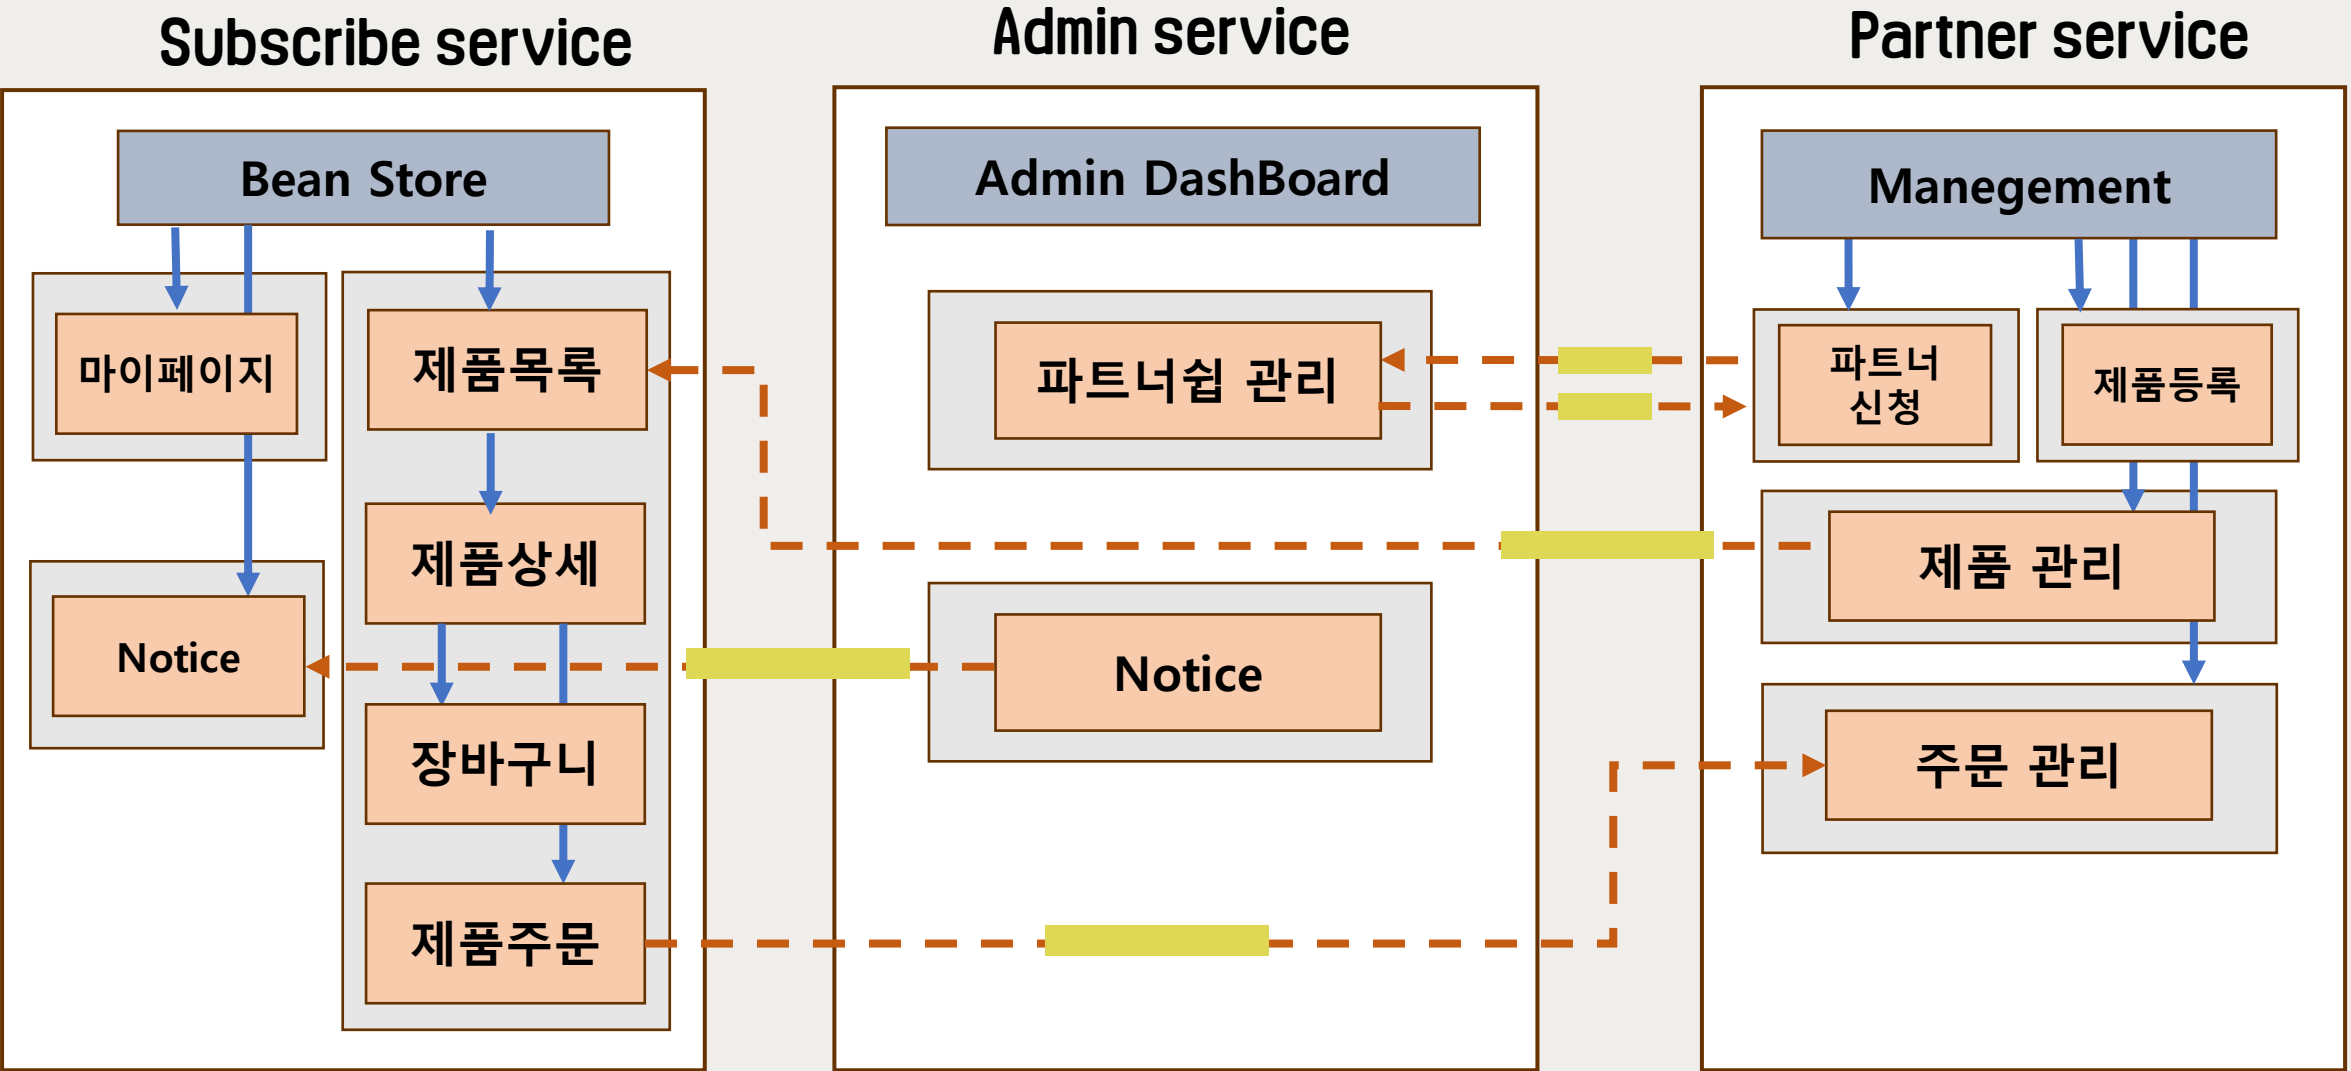 Subscribe service
Bean Store
마이페이지
제품목록
제품상세
Notice
장바구니
제품주문
Admin service
Admin DashBoard
파트너쉽 관리
Notice
Partner service
Manegement
파트너
신청
제품등록
제품 관리
주문 관리